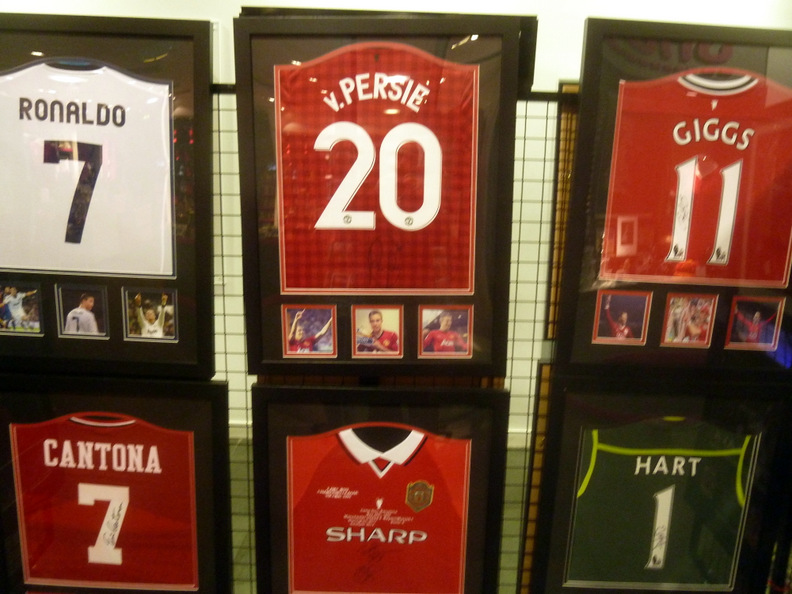 RONALDO
7
v.PERSIE
20
GIGGS
11
CANTONA
7
SHARP
HART
1